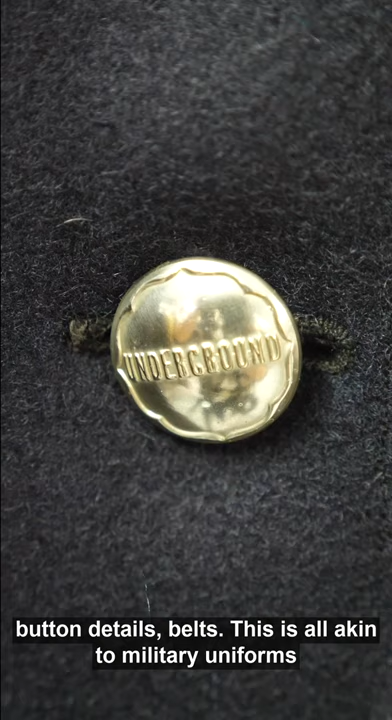 UNDERGROUND
button details, belts. This is all akin
to military uniforms